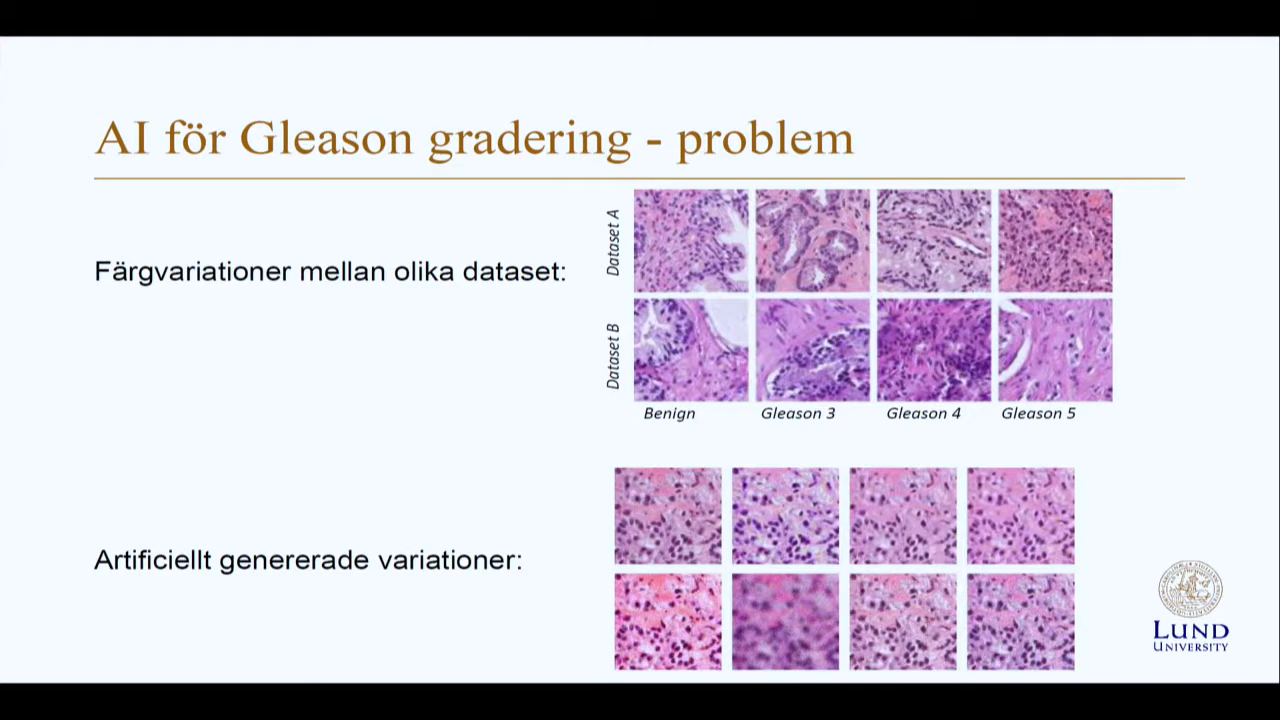 AI för Gleason gradering - problem
Färgvariationer mellan olika dataset:
Dataset A
Dataset B
Benign
Gleason 3
Gleason 4
Gleason 5
Artificiellt genererade variationer:
LUND
UNIVERSITY